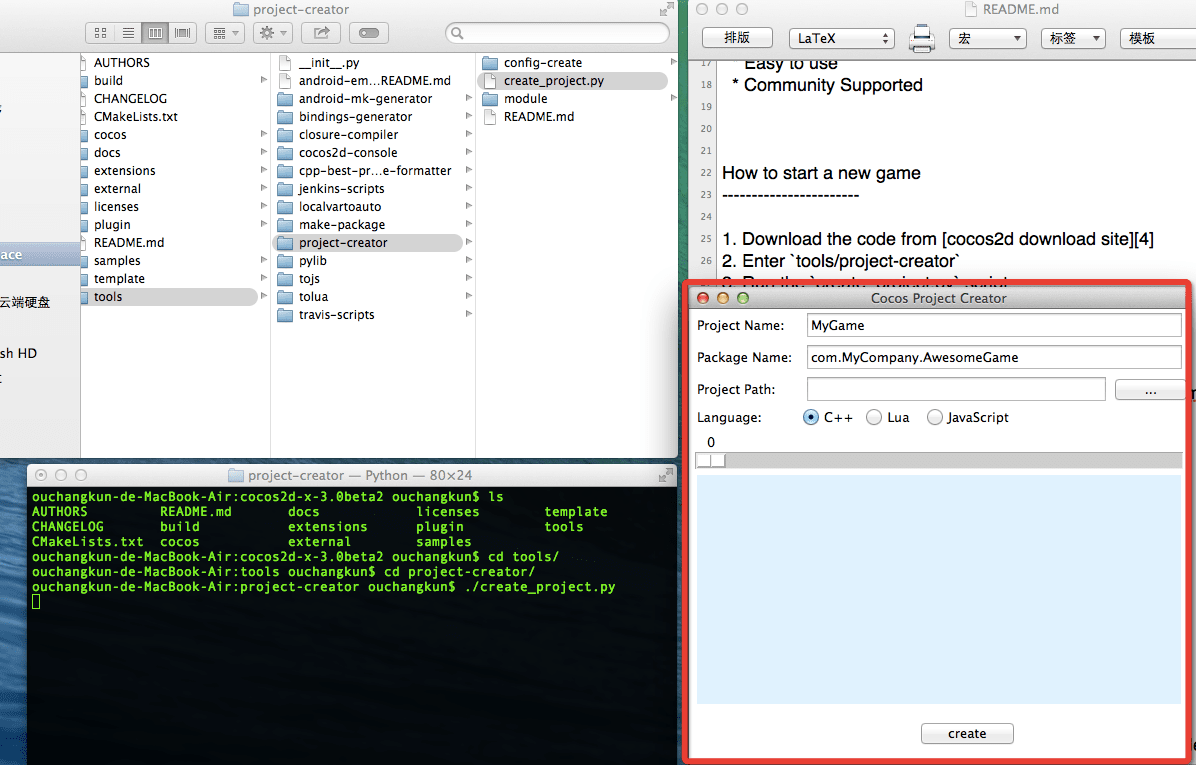 project-creator
AUTHORS
build
CHANGELOG
CMakeLists.txt
cocos
docs
extensions
external
licenses
plugin
README.md
samples
template
tools
ace
云端硬盘
sh HD
__init__.py
android-em...README.md
android-mk-generator
bindings-generator
closure-compiler
cocos2d-console
cpp-best-pr...e-formatter
jenkins-scripts
localvartoauto
make-package
project-creator
pylib
tojs
tolua
travis-scripts
config-create
create_project.py
module
README.md
README.md
排版 LaTeX 宏 标签 模板
17 * Easy to use
18 * Community Supported
19
20
21
22 How to start a new game
23 -----------------------
24
25 1. Download the code from [cocos2d download site][4]
26 2. Enter `tools/project-creator`
project-creator — Python — 80×24
ouchangkun-de-MacBook-Air:cocos2d-x-3.0beta2 ouchangkun$ ls
AUTHORS README.md docs licenses template
CHANGELOG build extensions plugin tools
CMakeLists.txt cocos external samples
ouchangkun-de-MacBook-Air:cocos2d-x-3.0beta2 ouchangkun$ cd tools/
ouchangkun-de-MacBook-Air:tools ouchangkun$ cd project-creator/
ouchangkun-de-MacBook-Air:project-creator ouchangkun$ ./create_project.py
Cocos Project Creator
Project Name: MyGame
Package Name: com.MyCompany.AwesomeGame
Project Path: ...
Language: C++ Lua JavaScript
0
create